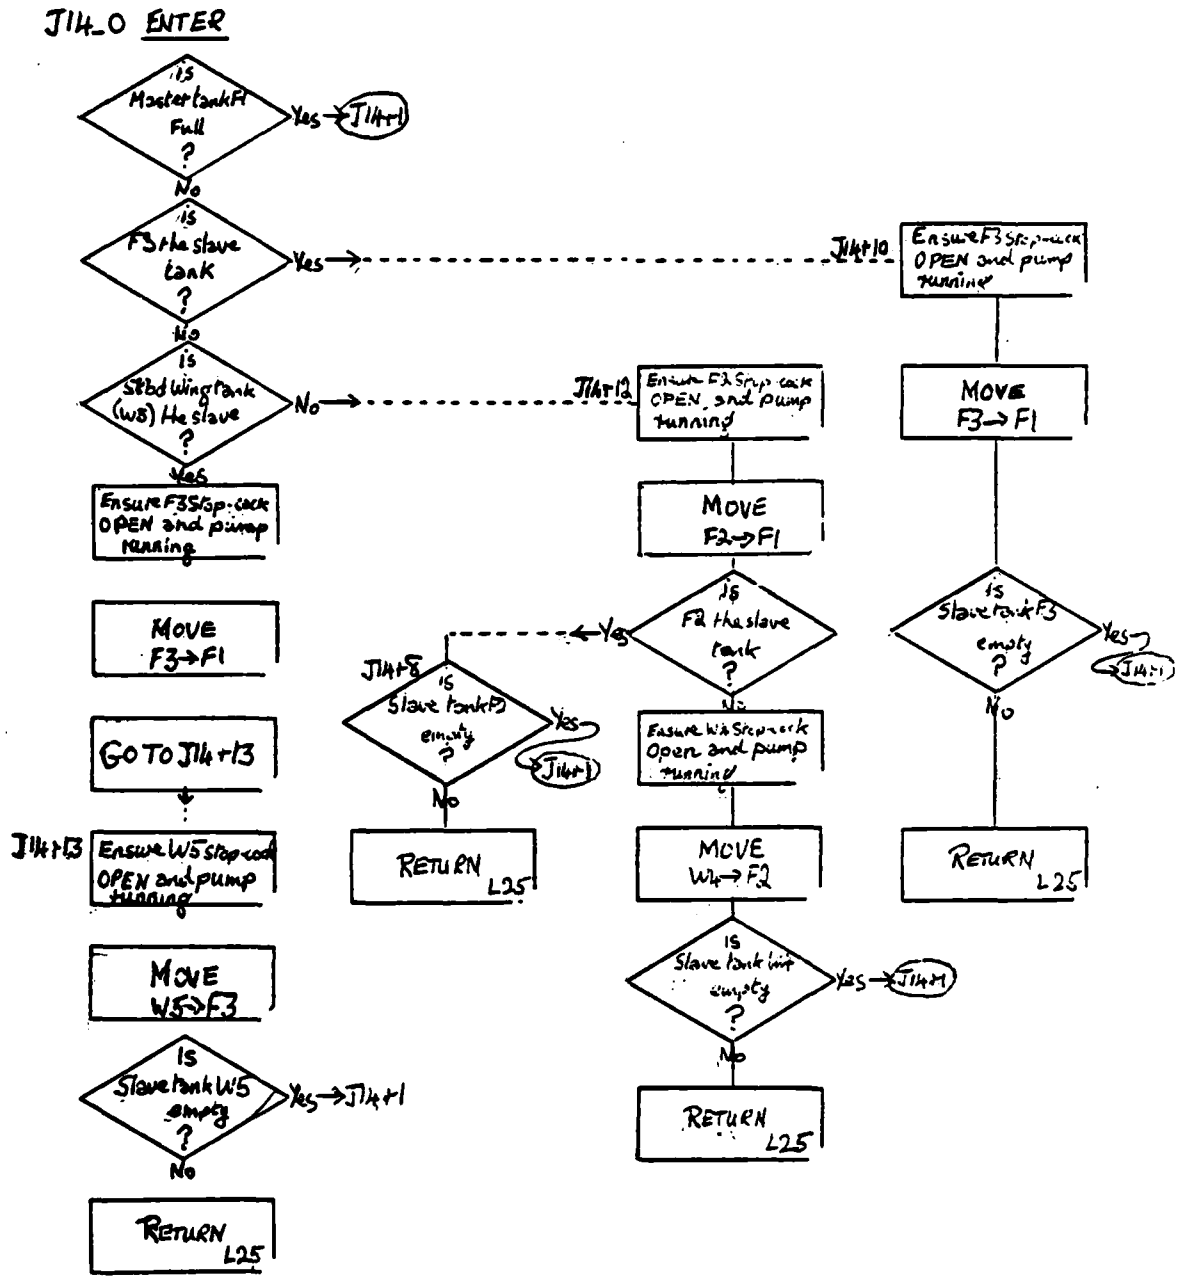 J14_0 ENTER
is
Master tank F1
Full
?
Yes
J14+1
No
is
F3 the slave
tank
?
Yes
No
J14+10
Ensure F3 Stop-cock
OPEN and pump
running
MOVE
F3→F1
is
Slave tank F3
empty
?
Yes
J14+1
No
RETURN
L25
is
Stbd Wing tank
the slave
?
No
Yes
J14+12
Ensure F2 Stop-cock
OPEN and pump
running
MOVE
F2→F1
is
F2 the slave
tank
?
Yes
No
J14+8
is
Slave tank
empty
?
Yes
J14+1
No
RETURN
L25
Ensure W4 Stop-cock
Open and pump
running
MOVE
W4→F2
is
Slave tank W4
empty
?
Yes
J14+1
No
RETURN
L25
Ensure F3 Stop-cock
OPEN and pump
running
MOVE
F3→F1
GO TO J14+13
J14+13
Ensure W5 stop-cock
OPEN and pump
running
MOVE
W5→F3
is
Slave tank W5
empty
?
Yes
J14+1
No
RETURN
L25